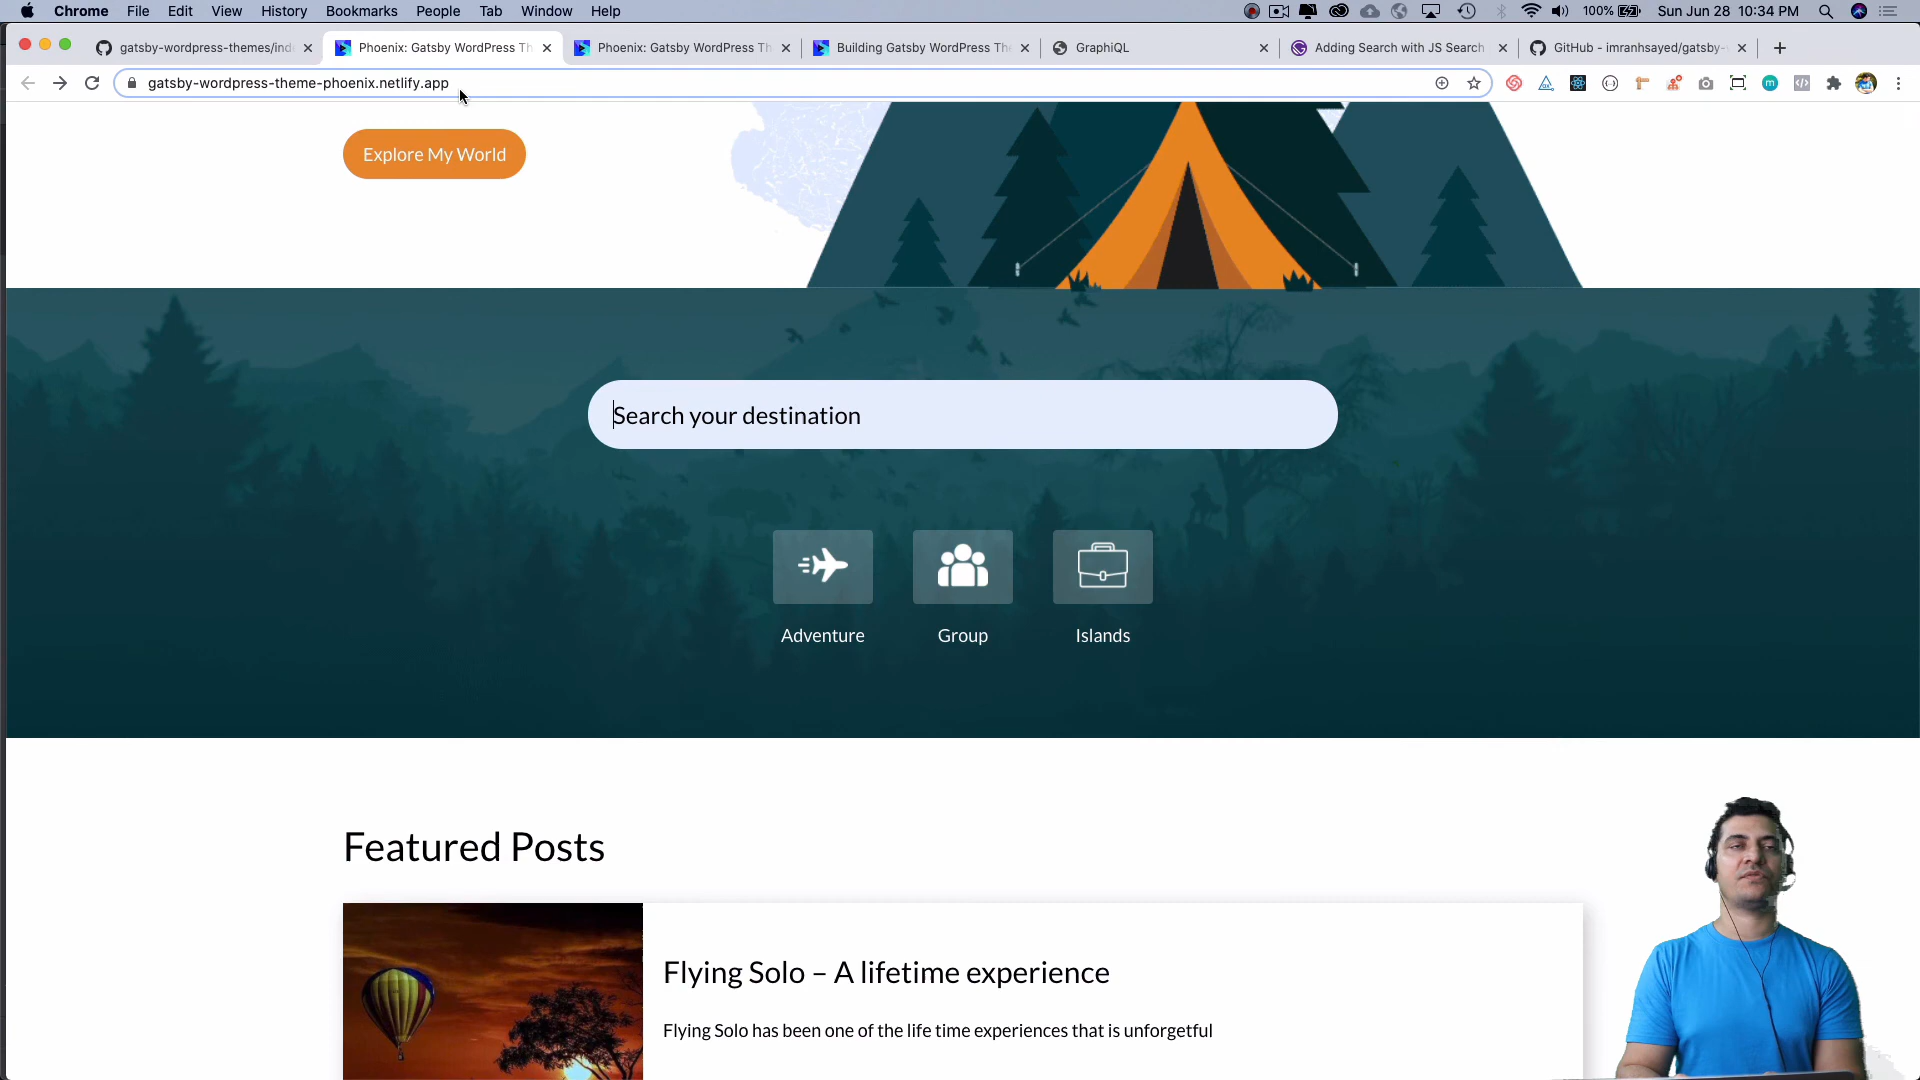 Chrome File Edit View History Bookmarks People Tab Window Help 100% Sun Jun 28 10:34 PM
gatsby-wordpress-themes/ind Phoenix: Gatsby WordPress Th Phoenix: Gatsby WordPress Th Building Gatsby WordPress The GraphiQL Adding Search with JS Search GitHub - imranhsayed/gatsby-
gatsby-wordpress-theme-phoenix.netlify.app
Explore My World
Search your destination
Adventure Group Islands
Featured Posts
Flying Solo – A lifetime experience
Flying Solo has been one of the life time experiences that is unforgetful